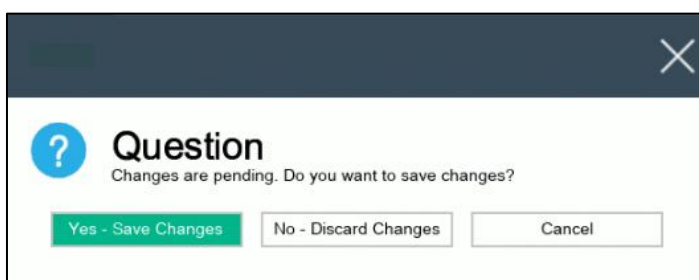 Question
Changes are pending. Do you want to save changes?
Yes - Save Changes No - Discard Changes Cancel